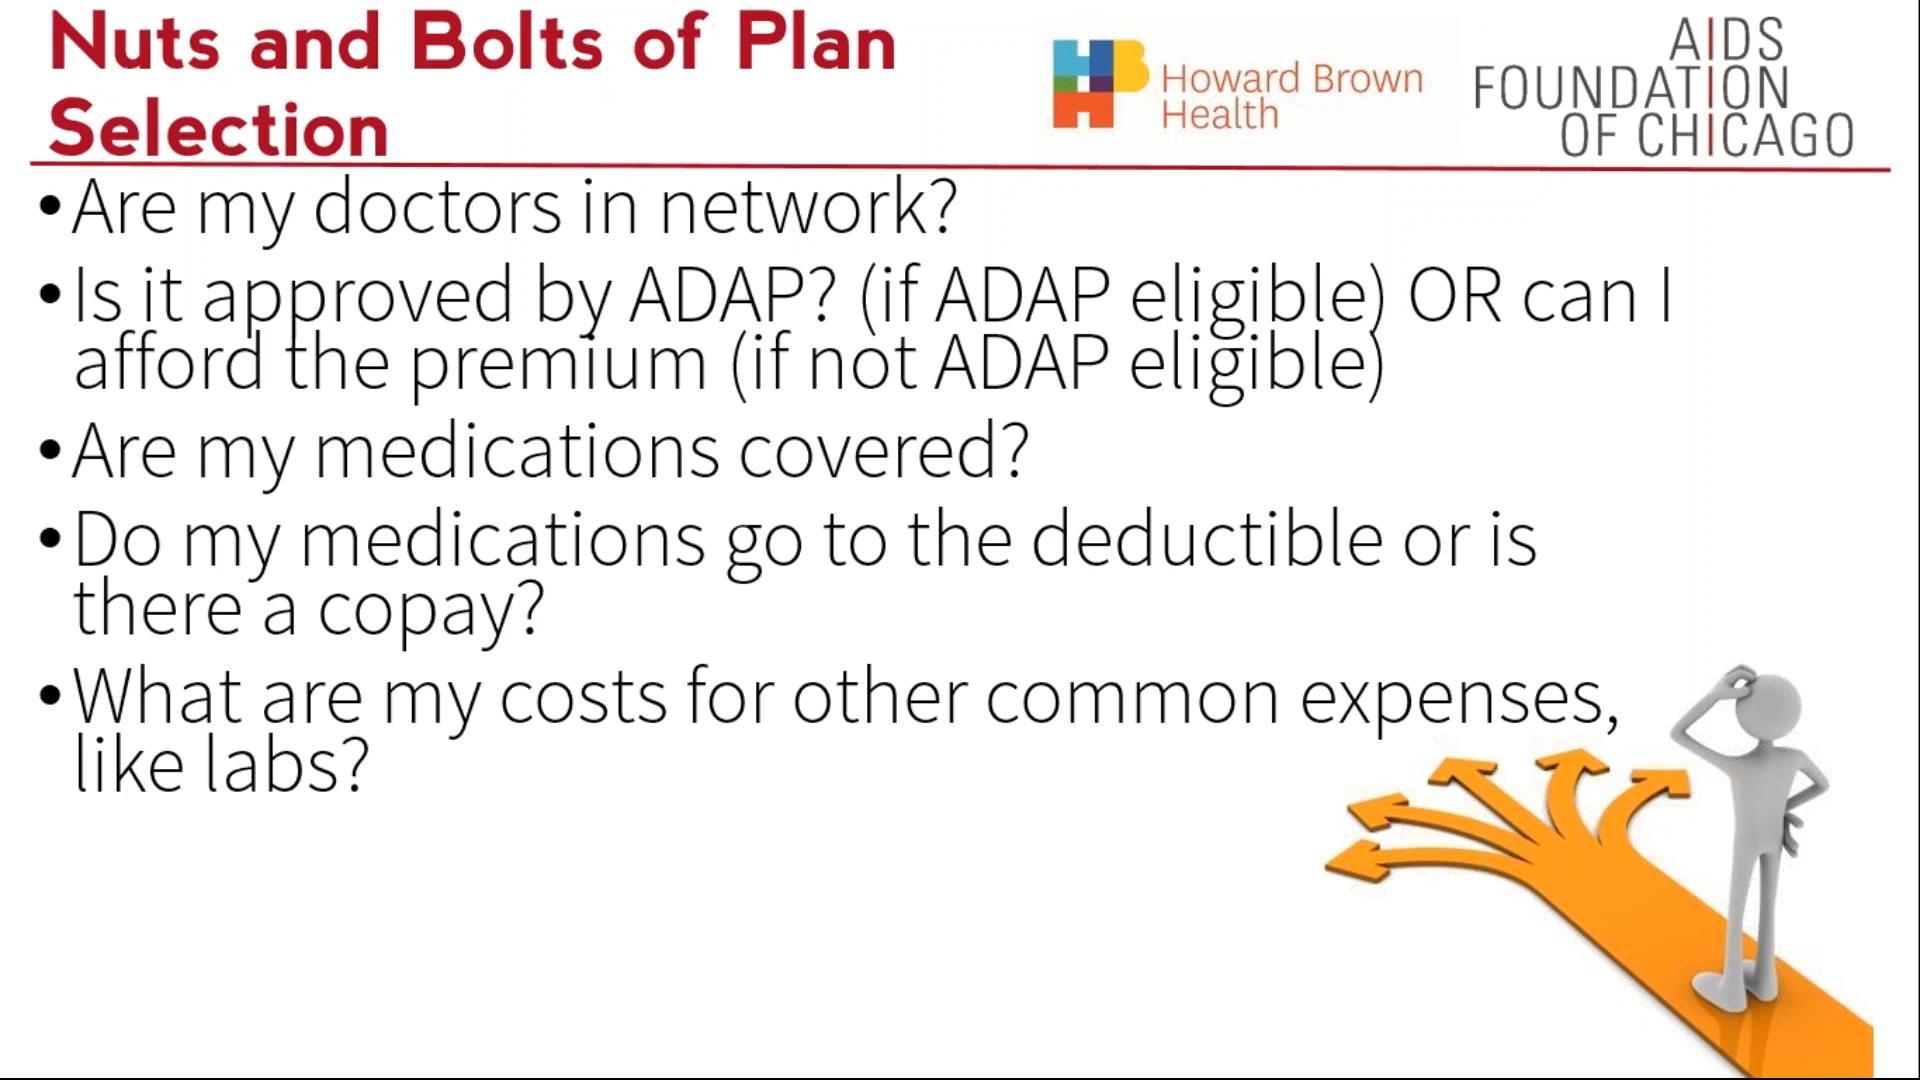 Nuts and Bolts of Plan
Selection
Howard Brown
Health
AIDS
FOUNDATION
OF CHICAGO
•Are my doctors in network?
•Is it approved by ADAP? (if ADAP eligible) OR can I
afford the premium (if not ADAP eligible)
•Are my medications covered?
•Do my medications go to the deductible or is
there a copay?
•What are my costs for other common expenses,
like labs?